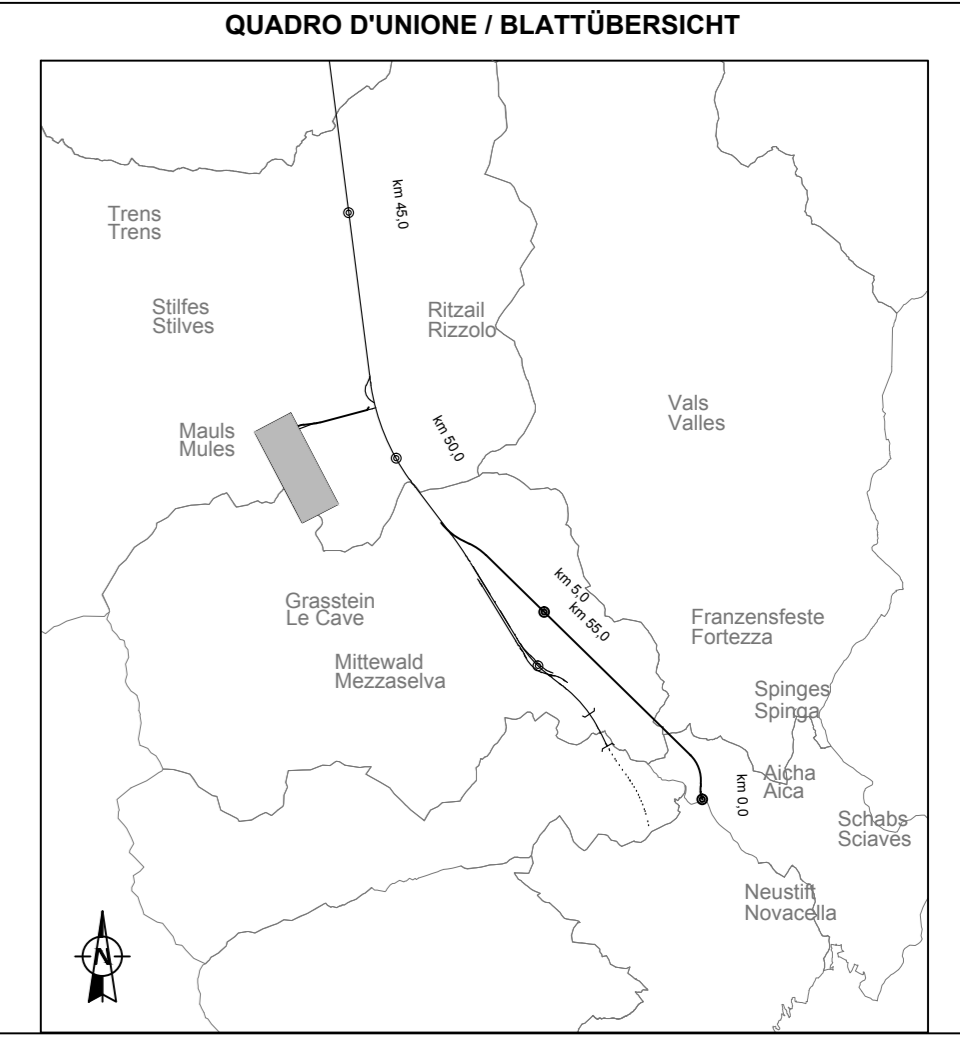 QUADRO D'UNIONE / BLATTÜBERSICHT
km 45,0
Trens
Trens
Stilfes
Stilves
Ritzail
Rizzolo
Vals
Valles
Mauls
Mules
km 50,0
km 5,0
km 55,0
Grasstein
Le Cave
Franzensfeste
Fortezza
Mittewald
Mezzaselva
Spinges
Spinga
Aicha
Aica
km 0,0
Schabs
Sciaves
Neustift
Novacella
N